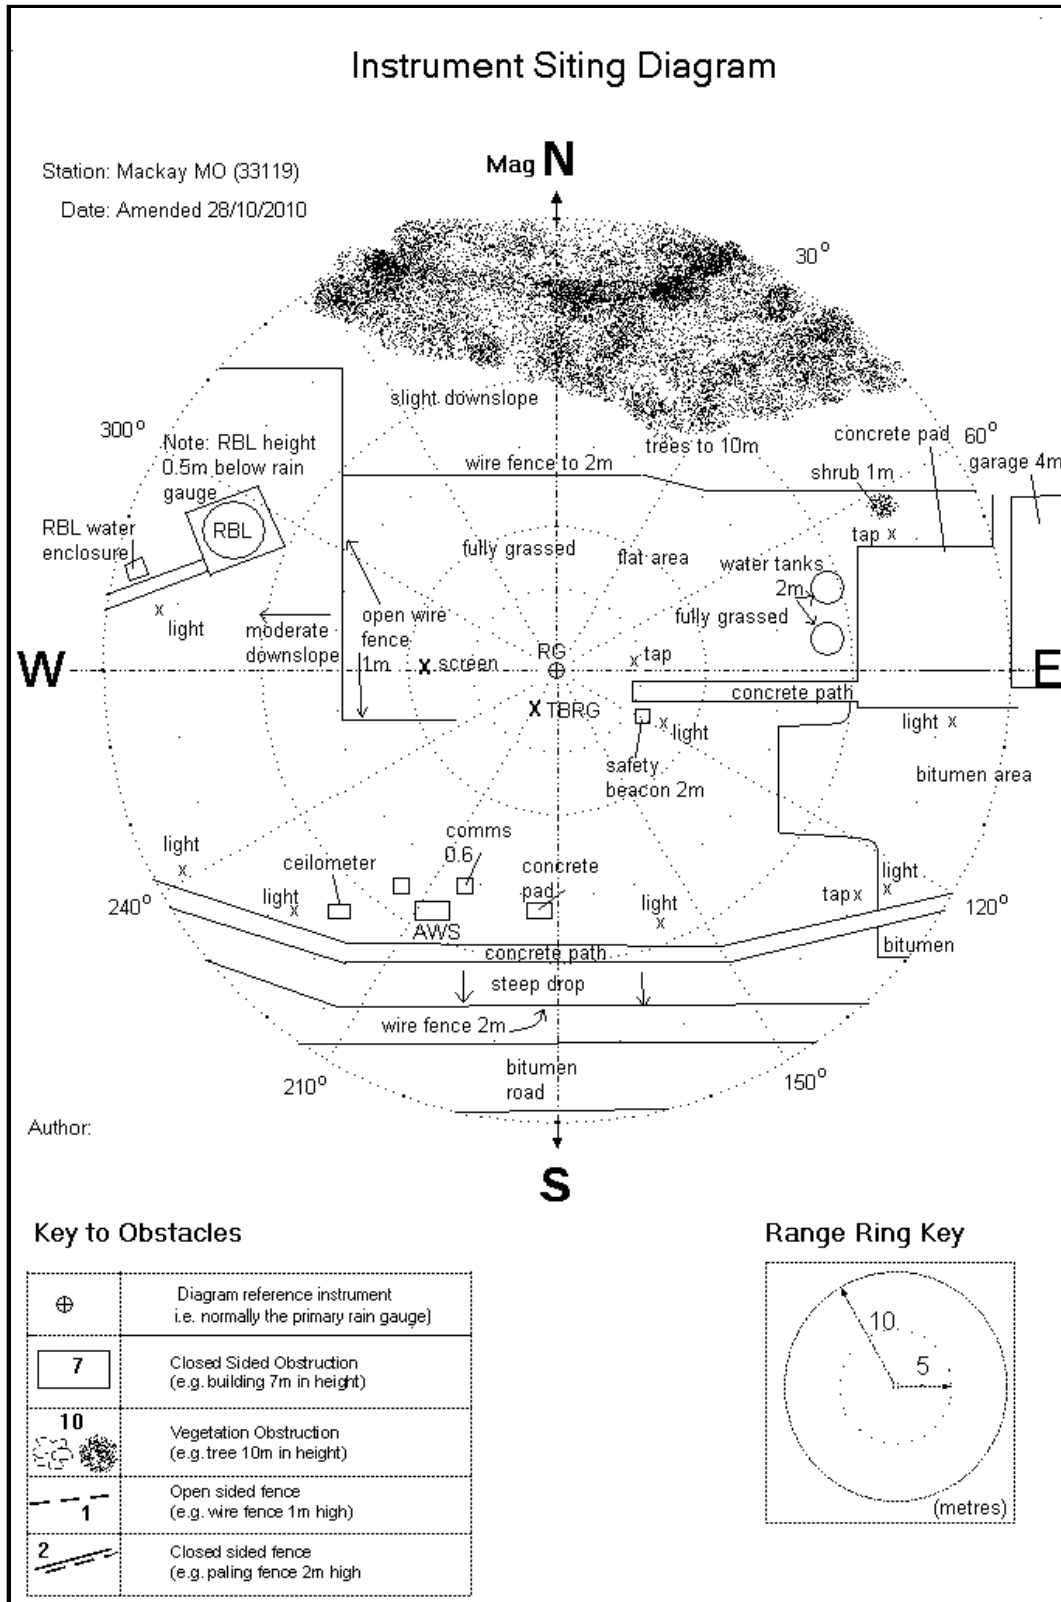 Instrument Siting Diagram
Station: Mackay MO (33119)
Date: Amended 28/10/2010
Mag N
30°
300°
60°
slight downslope
Note: RBL height
0.5m below rain
gauge
trees to 10m
concrete pad
garage 4m
wire fence to 2m
shrub 1m
RBL
RBL water
enclosure
tap x
fully grassed
flat area
water tanks
2m
x
light
open wire
fence
1m
fully grassed
moderate
downslope
RG
x tap
W
x screen
E
concrete path
x TBRG
x
light
light x
safety
beacon 2m
bitumen area
light
x
ceilometer
comms
0.6
concrete
pad
light
x
240°
light
x
light
x
tap x
120°
AWS
concrete path
bitumen
steep drop
wire fence 2m
bitumen
road
210°
150°
Author:
S
Key to Obstacles
Diagram reference instrument
i.e. normally the primary rain gauge)
7
Closed Sided Obstruction
(e.g. building 7m in height)
10
Vegetation Obstruction
(e.g. tree 10m in height)
1
Open sided fence
(e.g. wire fence 1m high)
2
Closed sided fence
(e.g. paling fence 2m high
Range Ring Key
10
5
(metres)